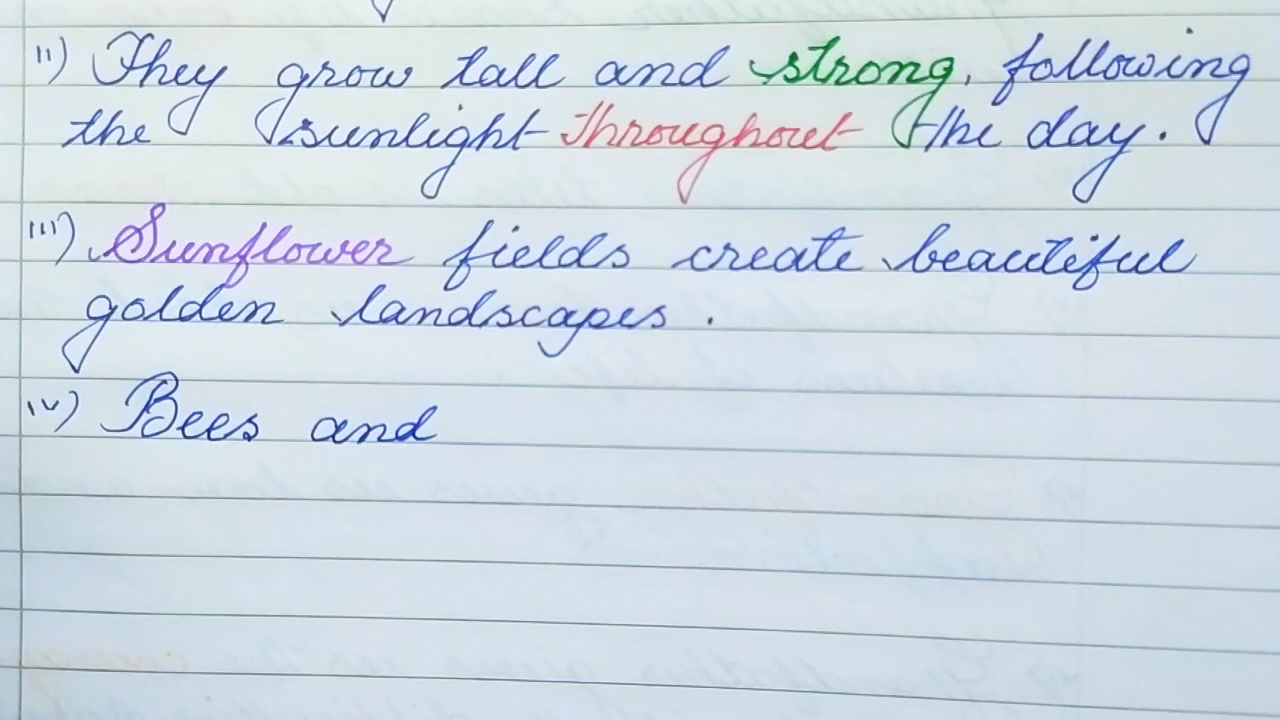 ii) They grow tall and strong, following
the sunlight throughout the day.
iii) Sunflower fields create beautiful
golden landscapes.
iv) Bees and